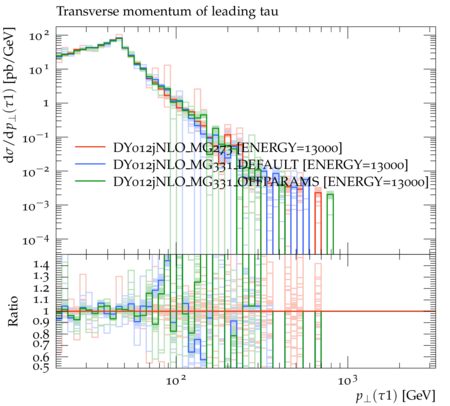 Transverse momentum of leading tau
dσ/dp⊥(τ1) [pb/GeV]
10²
10¹
1
10⁻¹
10⁻²
10⁻³
10⁻⁴
DY012jNLO_MG273 [ENERGY=13000]
DY012jNLO_MG331_DEFAULT [ENERGY=13000]
DY012jNLO_MG331_OFFPARAMS [ENERGY=13000]
Ratio
1.4
1.3
1.2
1.1
1
0.9
0.8
0.7
0.6
0.5
10² 10³
p⊥(τ1) [GeV]